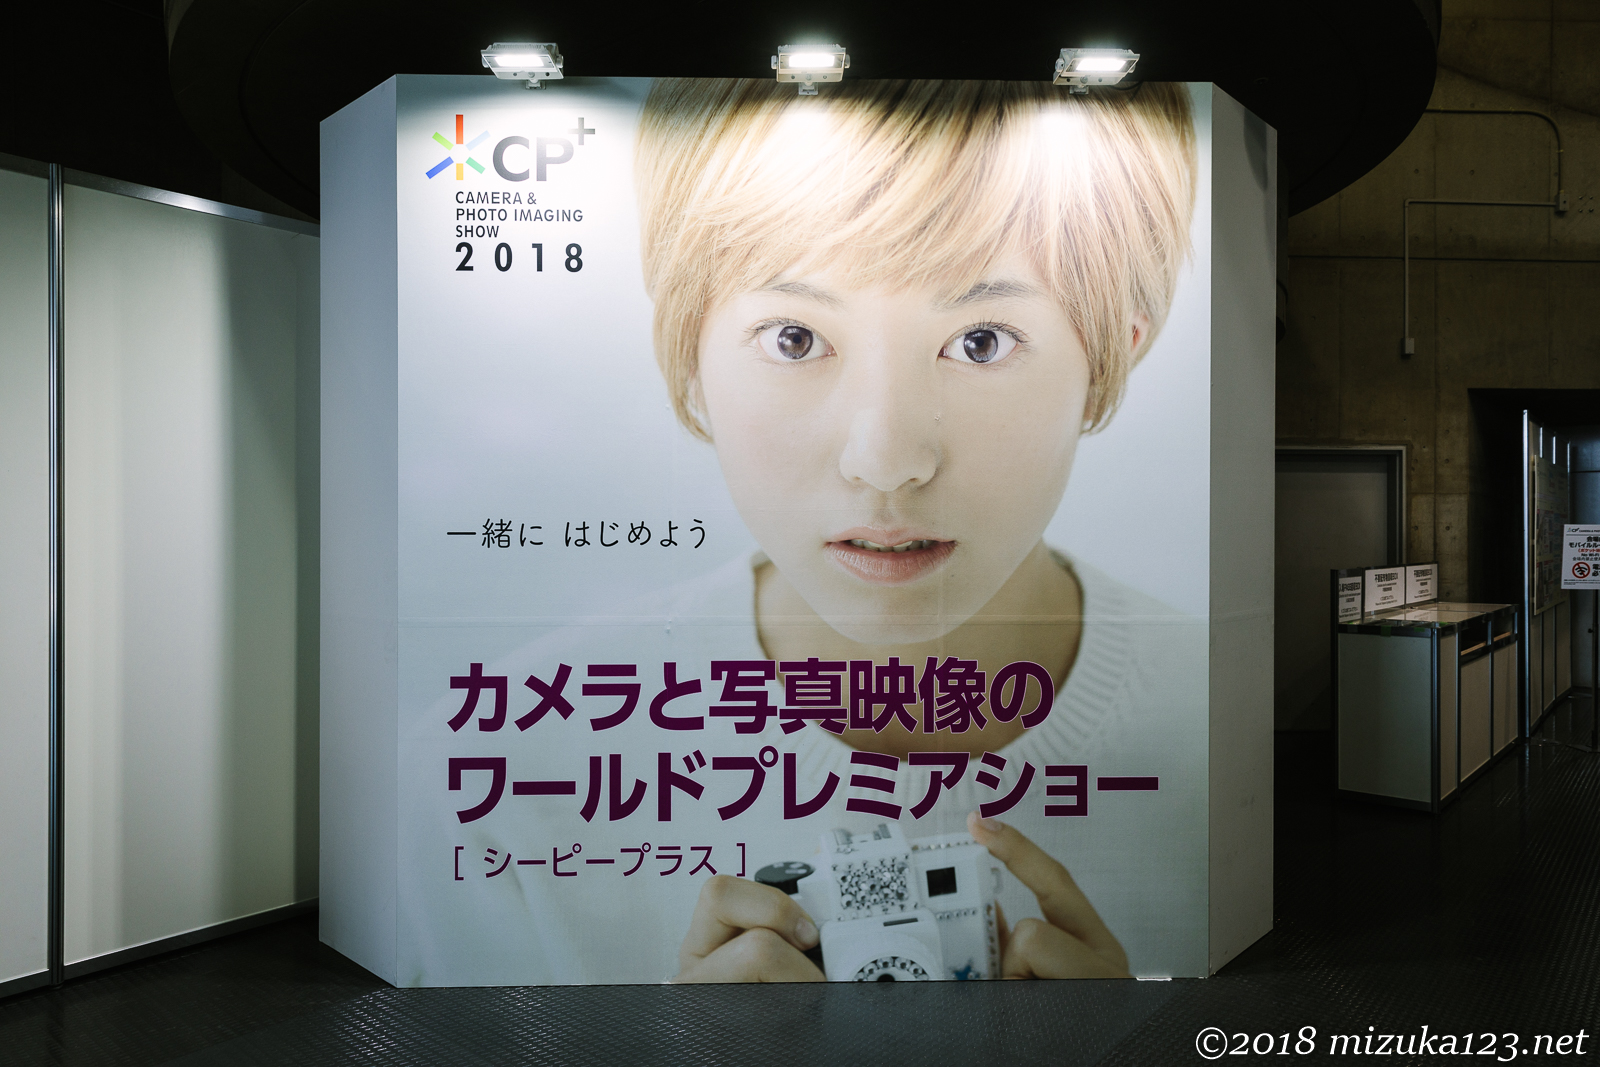 CP+
CAMERA &
PHOTO IMAGING
SHOW
2018
一緒に はじめよう
カメラと写真映像の
ワールドプレミアショー
[ シーピープラス ]
©2018 mizuka123.net